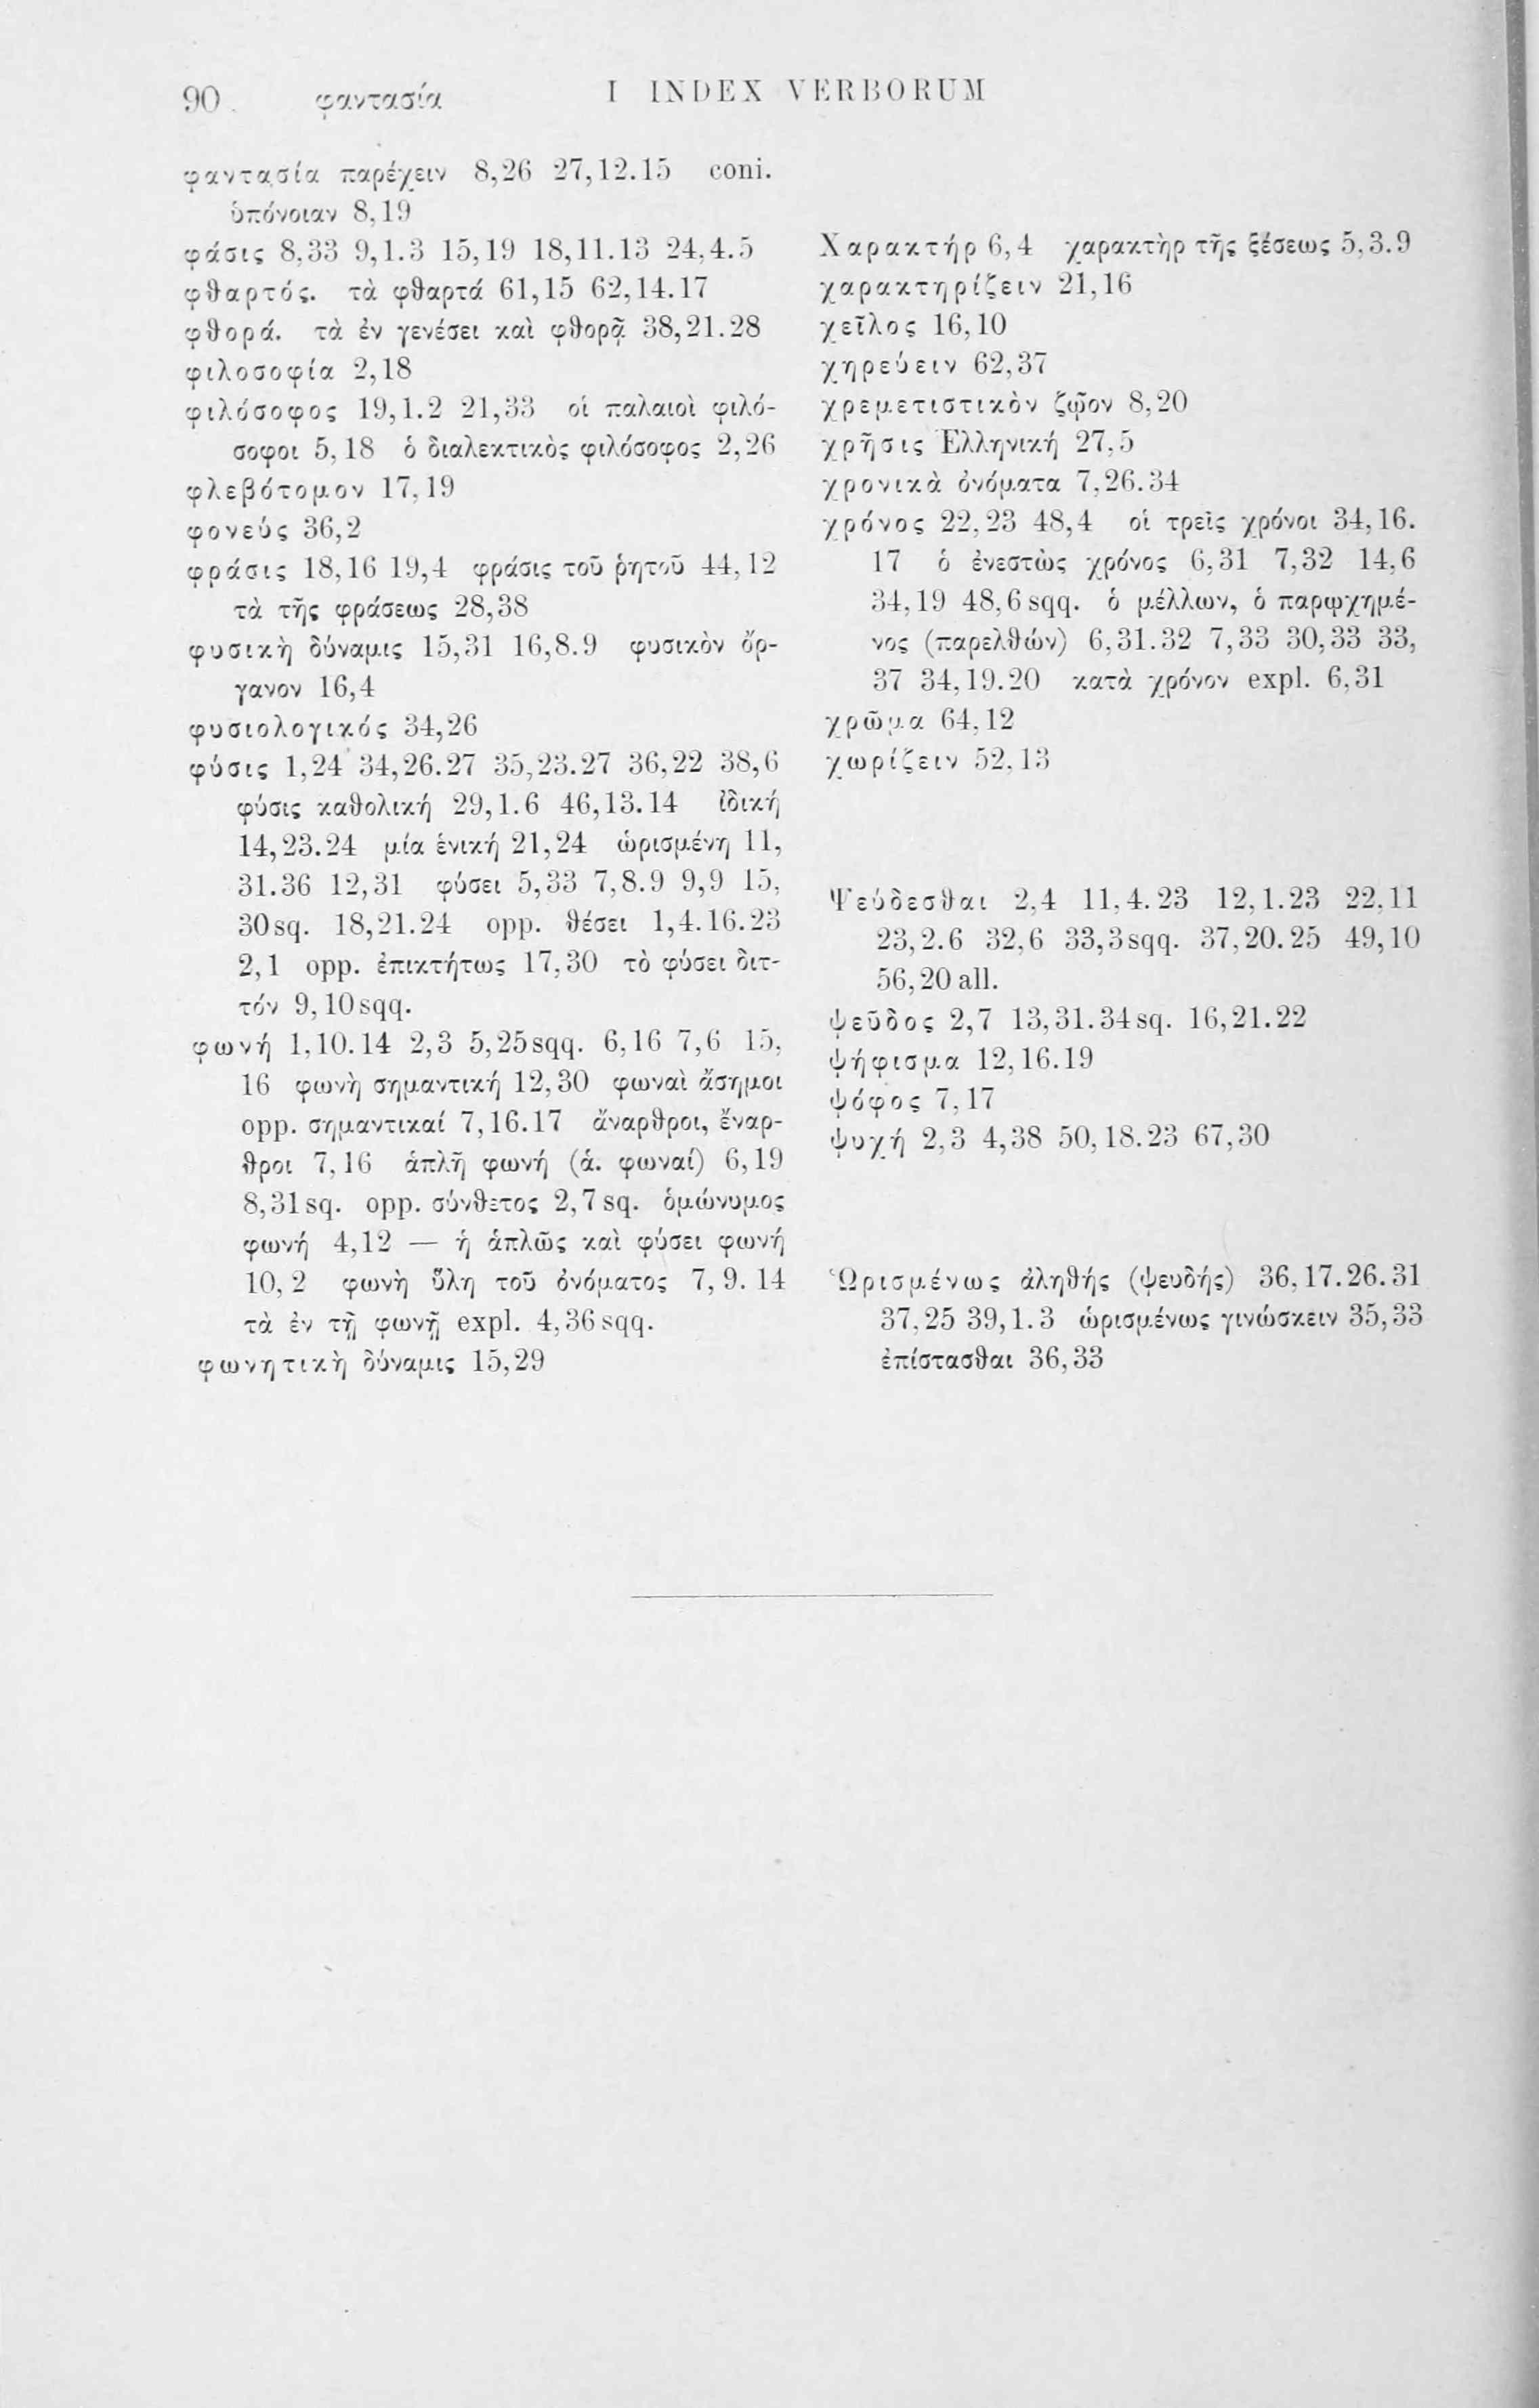 90 φαντασία I INDEX VERBORUM
φαντασία παρέχειν 8,26 27,12.15 coni.
ὑπόνοιαν 8,19
φάσις 8,33 9,1.3 15,19 18,11.13 24,4.5
φθαρτός. τὰ φθαρτά 61,15 62,14.17
φθορά. τὰ ἐν γενέσει καὶ φθορᾷ 38,21.28
φιλοσοφία 2,18
φιλόσοφος 19,1.2 21,33 οἱ παλαιοὶ φιλό-
σοφοι 5,18 ὁ διαλεκτικὸς φιλόσοφος 2,26
φλεβότομον 17,19
φονεύς 36,2
φράσις 18,16 19,4 φράσις τοῦ ῥητοῦ 44,12
τὰ τῆς φράσεως 28,38
φυσικὴ δύναμις 15,31 16,8.9 φυσικὸν ὄρ-
γανον 16,4
φυσιολογικός 34,26
φύσις 1,24 34,26.27 35,23.27 36,22 38,6
φύσις καθολική 29,1.6 46,13.14 ἰδική
14,23.24 μία ἑνική 21,24 ὡρισμένη 11,
31.36 12,31 φύσει 5,33 7,8.9 9,9 15,
30sq. 18,21.24 opp. θέσει 1,4.16.23
2,1 opp. ἐπικτήτως 17,30 τὸ φύσει διτ-
τόν 9,10sqq.
φωνή 1,10.14 2,3 5,25sqq. 6,16 7,6 15,
16 φωνὴ σημαντική 12,30 φωναὶ ἄσημοι
opp. σημαντικαί 7,16.17 ἄναρθροι, ἔναρ-
θροι 7,16 ἁπλῆ φωνή (ἁ. φωναί) 6,19
8,31sq. opp. σύνθετος 2,7sq. ὁμώνυμος
φωνή 4,12 — ἡ ἁπλῶς καὶ φύσει φωνή
10,2 φωνὴ ὕλη τοῦ ὀνόματος 7,9.14
τὰ ἐν τῇ φωνῇ expl. 4,36sqq.
φωνητικὴ δύναμις 15,29
Χαρακτήρ 6,4 χαρακτὴρ τῆς ξέσεως 5,3.9
χαρακτηρίζειν 21,16
χεῖλος 16,10
χηρεύειν 62,37
χρεμετιστικὸν ζῷον 8,20
χρῆσις Ἑλληνική 27,5
χρονικὰ ὀνόματα 7,26.34
χρόνος 22,23 48,4 οἱ τρεῖς χρόνοι 34,16.
17 ὁ ἐνεστὼς χρόνος 6,31 7,32 14,6
34,19 48,6sqq. ὁ μέλλων, ὁ παρῳχημέ-
νος (παρελθών) 6,31.32 7,33 30,33 33,
37 34,19.20 κατὰ χρόνον expl. 6,31
χρῶμα 64,12
χωρίζειν 52,13
Ψεύδεσθαι 2,4 11,4.23 12,1.23 22,11
23,2.6 32,6 33,3sqq. 37,20.25 49,10
56,20 all.
ψεῦδος 2,7 13,31.34sq. 16,21.22
ψήφισμα 12,16.19
ψόφος 7,17
ψυχή 2,3 4,38 50,18.23 67,30
Ὡρισμένως ἀληθής (ψευδής) 36,17.26.31
37,25 39,1.3 ὡρισμένως γινώσκειν 35,33
ἐπίστασθαι 36,33